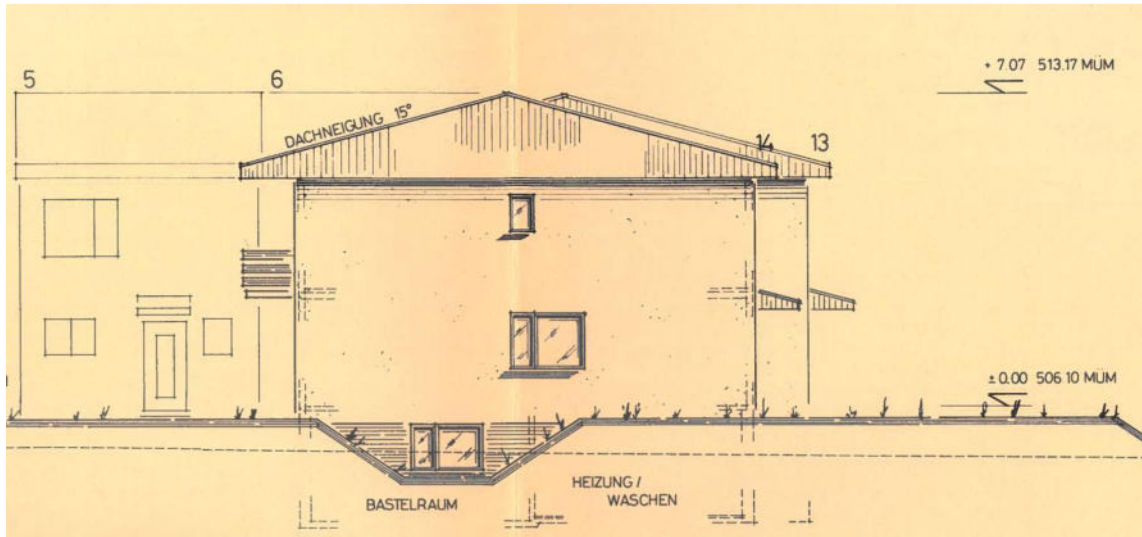 5
6
+ 7.07 513.17 MÜM
DACHNEIGUNG 15°
14
13
± 0.00 506.10 MÜM
BASTELRAUM
HEIZUNG /
WASCHEN